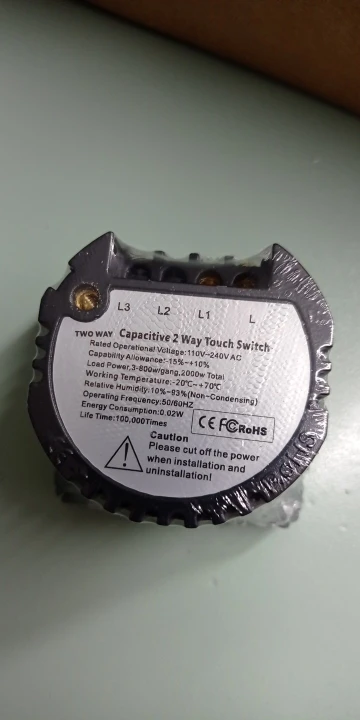 L3 L2 L1 L
TWO WAY Capacitive 2 Way Touch Switch
Rated Operational Voltage:110V~240V AC
Capability Allowance:-15%~+10%
Load Power,3-800w/gang,2000w Total
Working Temperature:-20℃~+70℃
Relative Humidity:10%~93%(Non-Condensing)
Operating Frequency:50/60HZ
Energy Consumption:0.02W
Life Time:100,000Times
CE FC RoHS
Caution
Please cut off the power
when installation and
uninstallation!